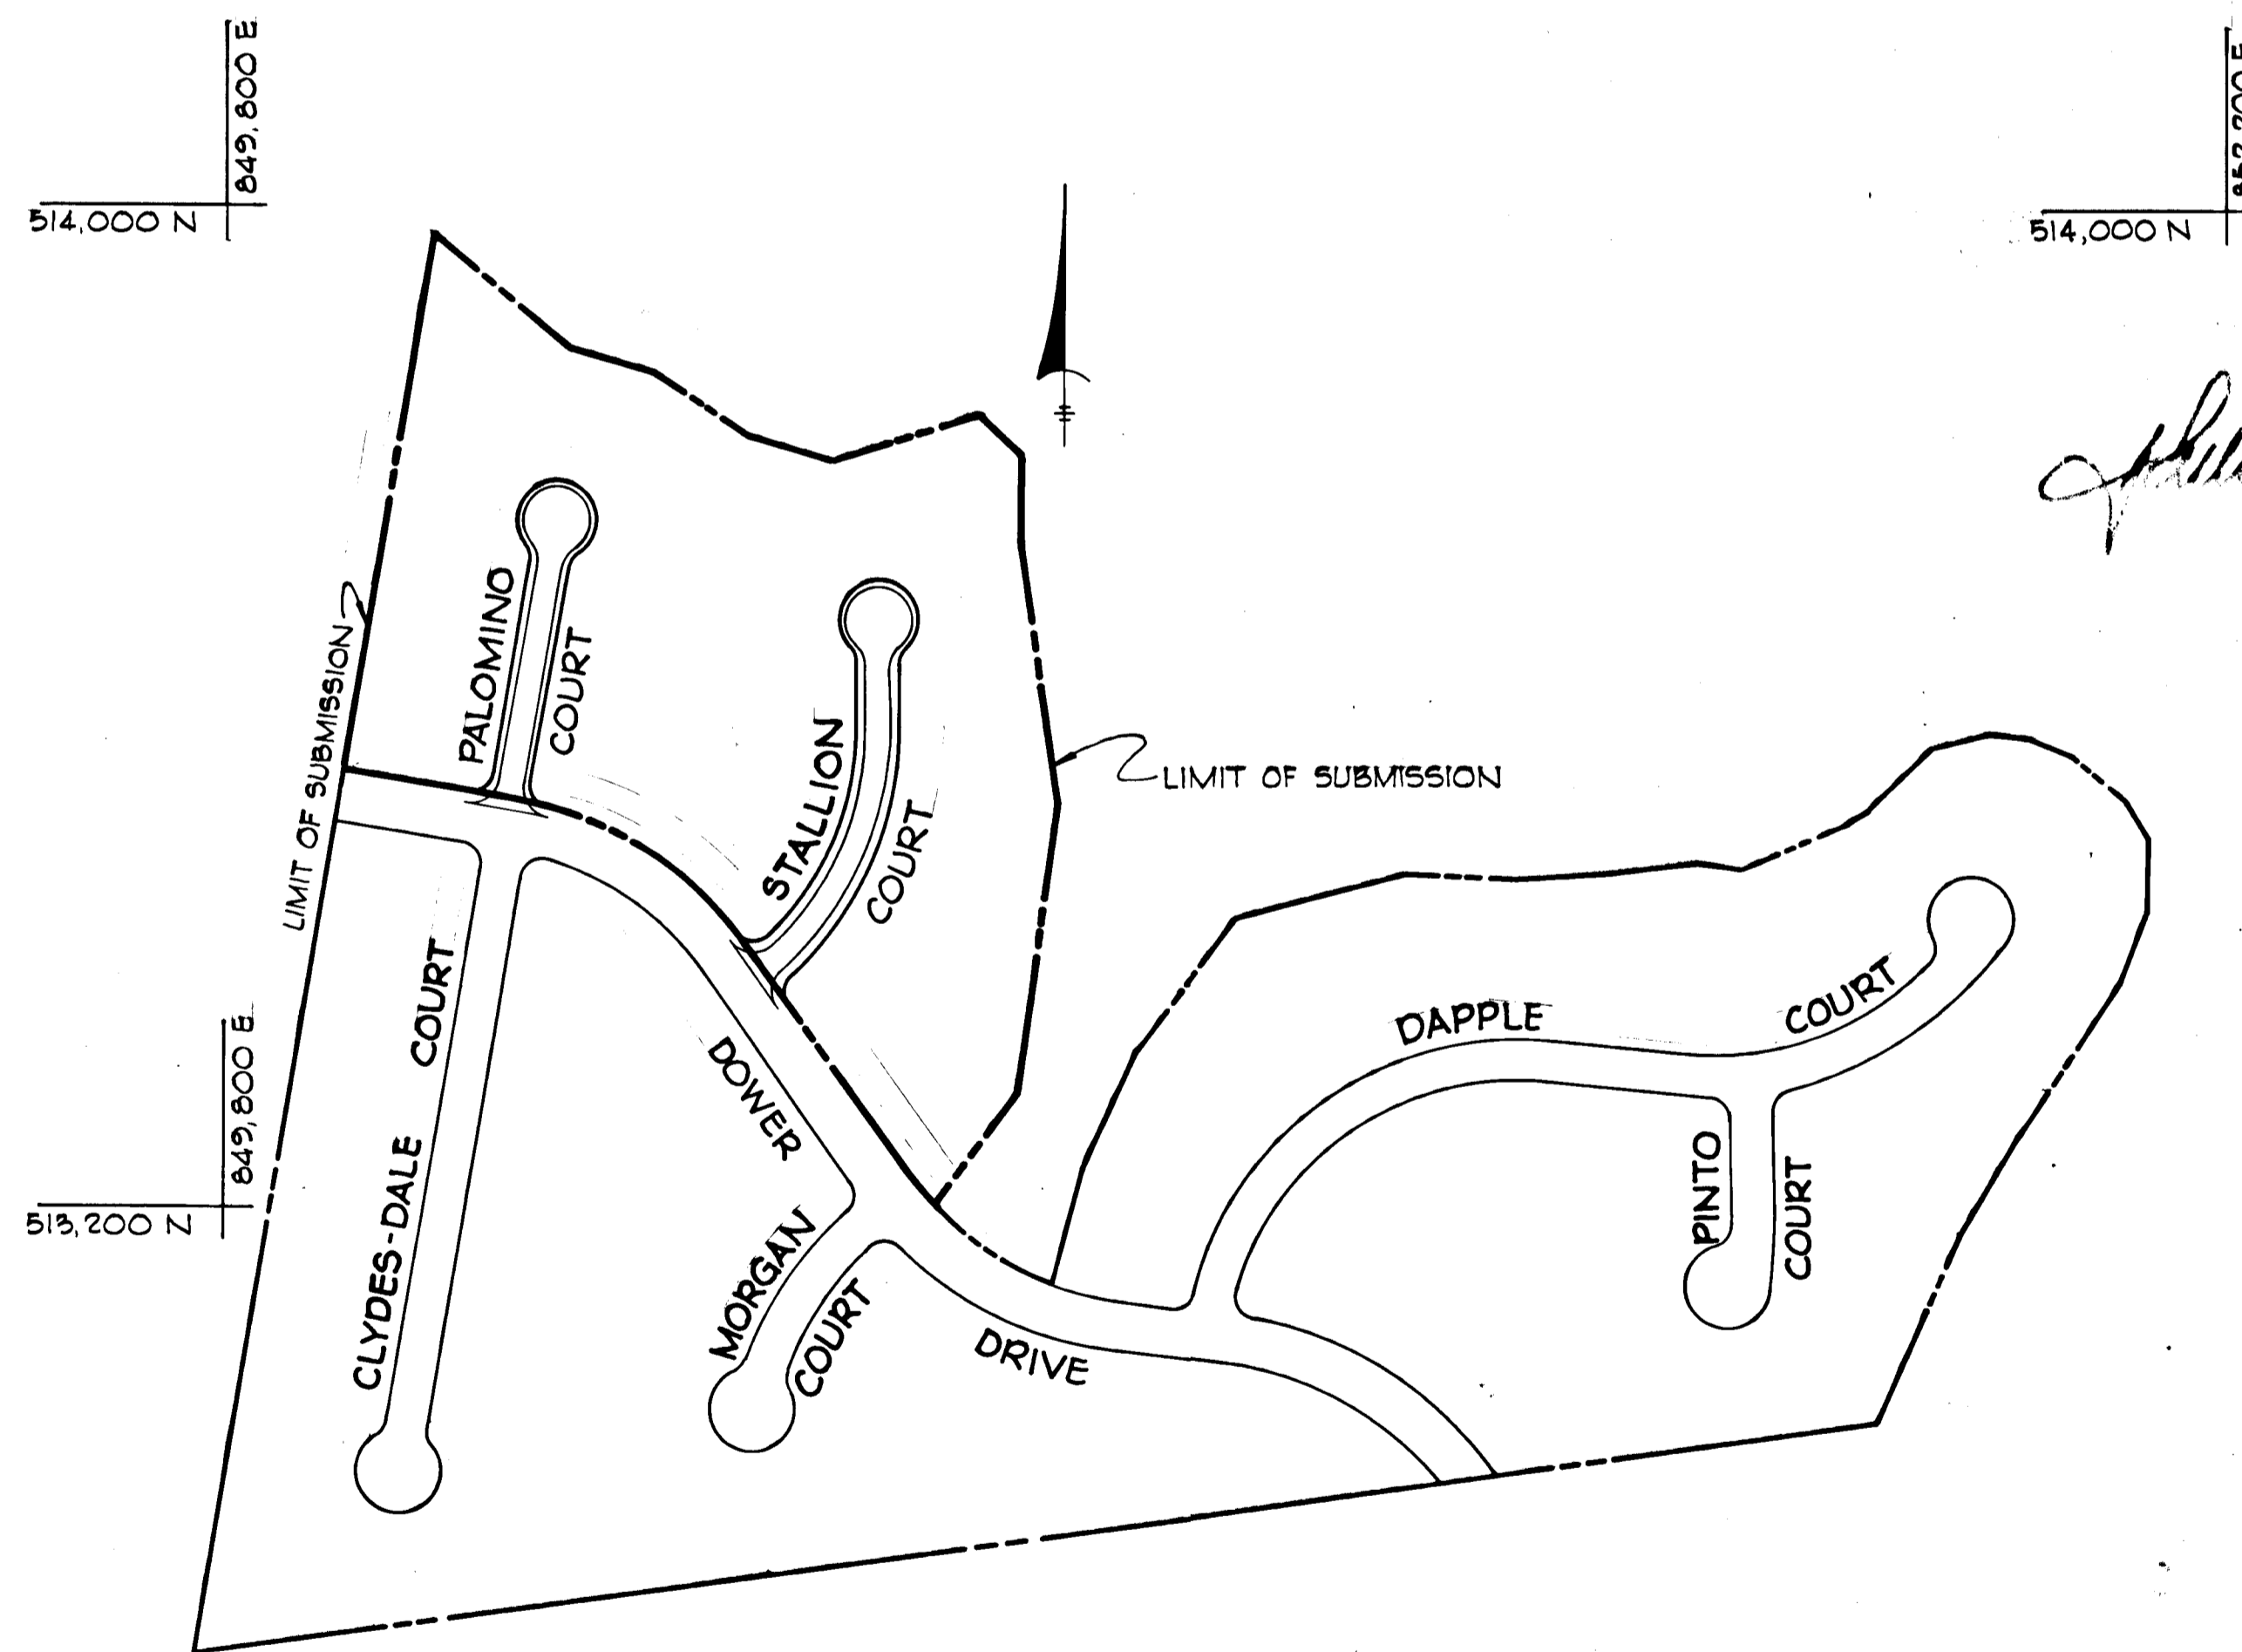 849,800 E
514,000 N
514,000 N
PALOMINO
COURT
LIMIT OF SUBMISSION
STALLION
COURT
LIMIT OF SUBMISSION
CLYDES-DALE COURT
849,800 E
513,200 N
DOWER
DRIVE
MORGAN
COURT
DAPPLE COURT
PINTO
COURT